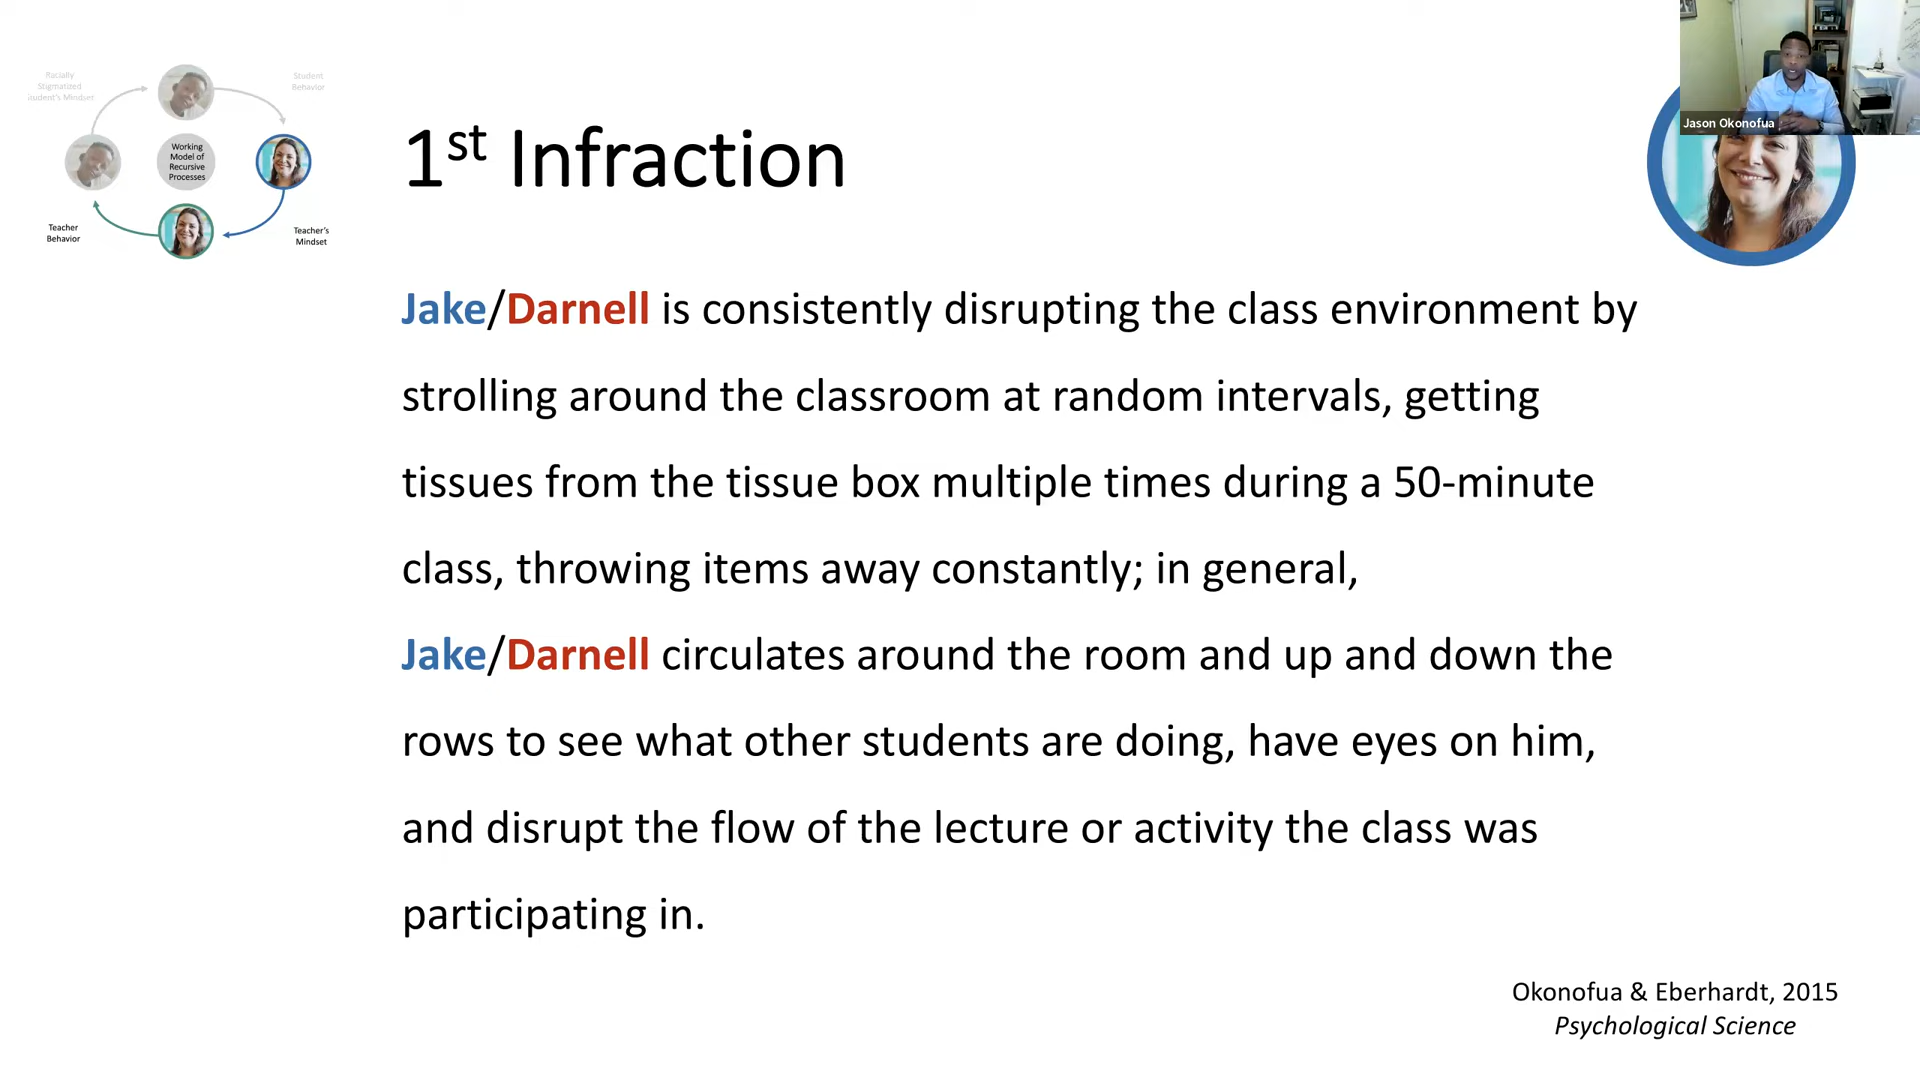 Racially
Stigmatized
Student's Mindset
Student
Behavior
Working
Model of
Recursive
Processes
Teacher
Behavior
Teacher's
Mindset
Jason Okonofua
1st Infraction
Jake/Darnell is consistently disrupting the class environment by
strolling around the classroom at random intervals, getting
tissues from the tissue box multiple times during a 50-minute
class, throwing items away constantly; in general,
Jake/Darnell circulates around the room and up and down the
rows to see what other students are doing, have eyes on him,
and disrupt the flow of the lecture or activity the class was
participating in.
Okonofua & Eberhardt, 2015
Psychological Science